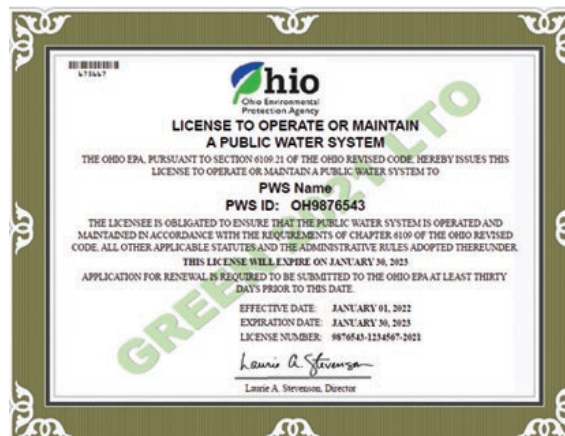 475667
Ohio
Ohio Environmental
Protection Agency
LICENSE TO OPERATE OR MAINTAIN
A PUBLIC WATER SYSTEM
THE OHIO EPA, PURSUANT TO SECTION 6109.21 OF THE OHIO REVISED CODE, HEREBY ISSUES THIS
LICENSE TO OPERATE OR MAINTAIN A PUBLIC WATER SYSTEM TO
PWS Name
PWS ID: OH9876543
THE LICENSEE IS OBLIGATED TO ENSURE THAT THE PUBLIC WATER SYSTEM IS OPERATED AND
MAINTAINED IN ACCORDANCE WITH THE REQUIREMENTS OF CHAPTER 6109 OF THE OHIO REVISED
CODE, ALL OTHER APPLICABLE STATUTES AND THE ADMINISTRATIVE RULES ADOPTED THEREUNDER.
THIS LICENSE WILL EXPIRE ON JANUARY 30, 2023
APPLICATION FOR RENEWAL IS REQUIRED TO BE SUBMITTED TO THE OHIO EPA AT LEAST THIRTY
DAYS PRIOR TO THIS DATE.
EFFECTIVE DATE: JANUARY 01, 2022
EXPIRATION DATE: JANUARY 30, 2023
LICENSE NUMBER: 9876543-1234567-2021
Laurie A. Stevenson
Laurie A. Stevenson, Director